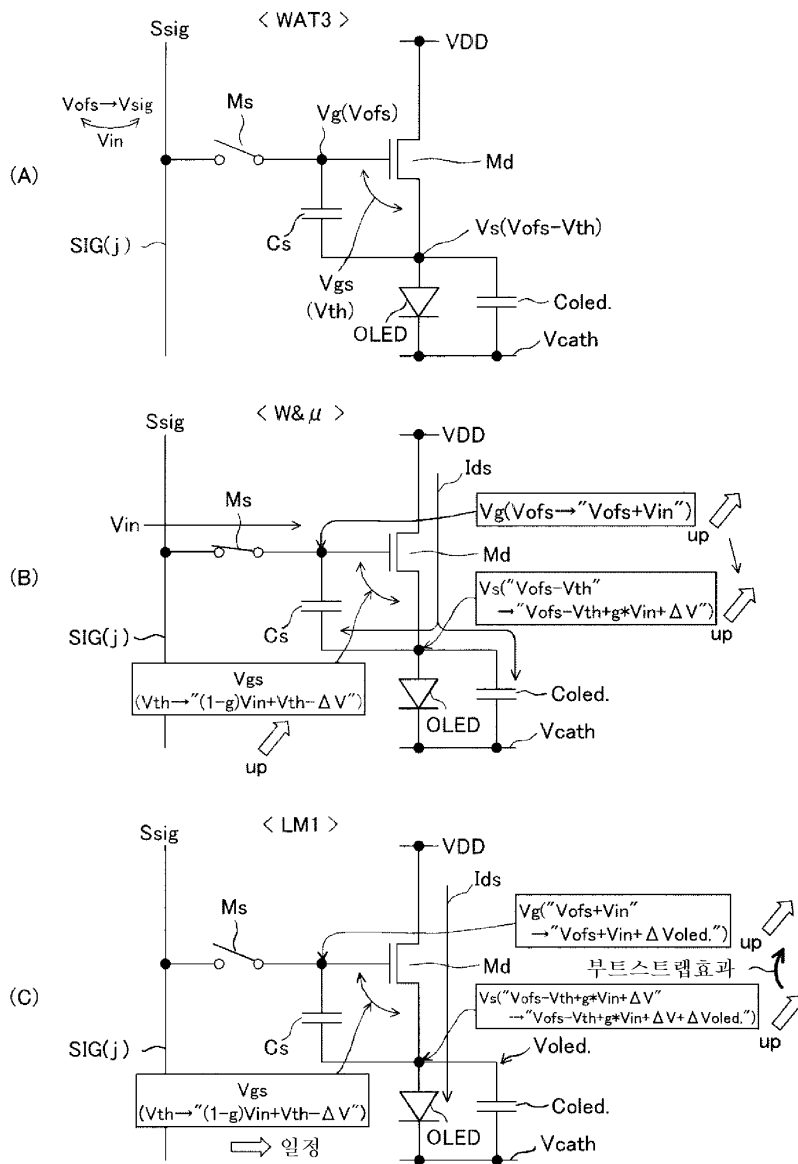 < WAT3 >
Ssig
VDD
Vofs→Vsig
Vin
Ms
Vg(Vofs)
Md
(A)
Cs
Vs(Vofs-Vth)
SIG(j)
Vgs
(Vth)
OLED
Coled.
Vcath
< W&μ >
Ssig
VDD
Ids
Vin
Ms
Vg(Vofs→"Vofs+Vin")
up
Md
(B)
Vs("Vofs-Vth"
→"Vofs-Vth+g*Vin+ΔV")
up
Cs
SIG(j)
Vgs
(Vth→"(1-g)Vin+Vth-ΔV")
up
OLED
Coled.
Vcath
< LM1 >
Ssig
VDD
Ids
Ms
Vg("Vofs+Vin"
→"Vofs+Vin+ΔVoled.")
up
Md
부트스트랩효과
(C)
Vs("Vofs-Vth+g*Vin+ΔV"
→"Vofs-Vth+g*Vin+ΔV+ΔVoled.")
up
Cs
SIG(j)
Voled.
Vgs
(Vth→"(1-g)Vin+Vth-ΔV")
일정
OLED
Coled.
Vcath